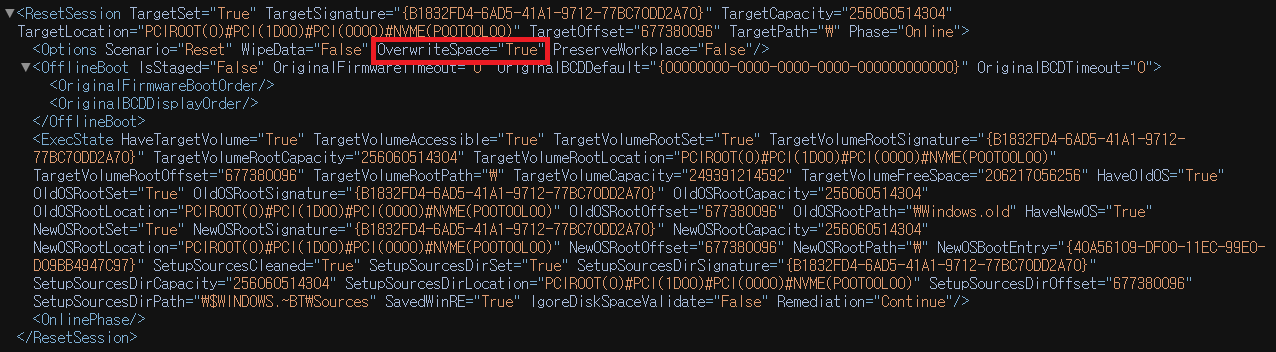 ▼<ResetSession TargetSet="True" TargetSignature="{B1832FD4-6AD5-41A1-9712-77BC70DD2A70}" TargetCapacity="256060514304"
TargetLocation="PCIROOT(0)#PCI(1D00)#PCI(0000)#NVME(P00T00L00)" TargetOffset="677380096" TargetPath="₩" Phase="Online">
<Options Scenario="Reset" WipeData="False" OverwriteSpace="True" PreserveWorkplace="False"/>
▼<OfflineBoot IsStaged="False" OriginalFirmwareTimeout="0" OriginalBCDDefault="{00000000-0000-0000-0000-000000000000}" OriginalBCDTimeout="0">
<OriginalFirmwareBootOrder/>
<OriginalBCDDisplayOrder/>
</OfflineBoot>
<ExecState HaveTargetVolume="True" TargetVolumeAccessible="True" TargetVolumeRootSet="True" TargetVolumeRootSignature="{B1832FD4-6AD5-41A1-9712-
77BC70DD2A70}" TargetVolumeRootCapacity="256060514304" TargetVolumeRootLocation="PCIROOT(0)#PCI(1D00)#PCI(0000)#NVME(P00T00L00)"
TargetVolumeRootOffset="677380096" TargetVolumeRootPath="₩" TargetVolumeCapacity="249391214592" TargetVolumeFreeSpace="206217056256" HaveOldOS="True"
OldOSRootSet="True" OldOSRootSignature="{B1832FD4-6AD5-41A1-9712-77BC70DD2A70}" OldOSRootCapacity="256060514304"
OldOSRootLocation="PCIROOT(0)#PCI(1D00)#PCI(0000)#NVME(P00T00L00)" OldOSRootOffset="677380096" OldOSRootPath="₩Windows.old" HaveNewOS="True"
NewOSRootSet="True" NewOSRootSignature="{B1832FD4-6AD5-41A1-9712-77BC70DD2A70}" NewOSRootCapacity="256060514304"
NewOSRootLocation="PCIROOT(0)#PCI(1D00)#PCI(0000)#NVME(P00T00L00)" NewOSRootOffset="677380096" NewOSRootPath="₩" NewOSBootEntry="{40A56109-DF00-11EC-99E0-
D09BB4947C97}" SetupSourcesCleaned="True" SetupSourcesDirSet="True" SetupSourcesDirSignature="{B1832FD4-6AD5-41A1-9712-77BC70DD2A70}"
SetupSourcesDirCapacity="256060514304" SetupSourcesDirLocation="PCIROOT(0)#PCI(1D00)#PCI(0000)#NVME(P00T00L00)" SetupSourcesDirOffset="677380096"
SetupSourcesDirPath="₩$WINDOWS.~BT₩Sources" SavedWinRE="True" IgoreDiskSpaceValidate="False" Remediation="Continue"/>
<OnlinePhase/>
</ResetSession>